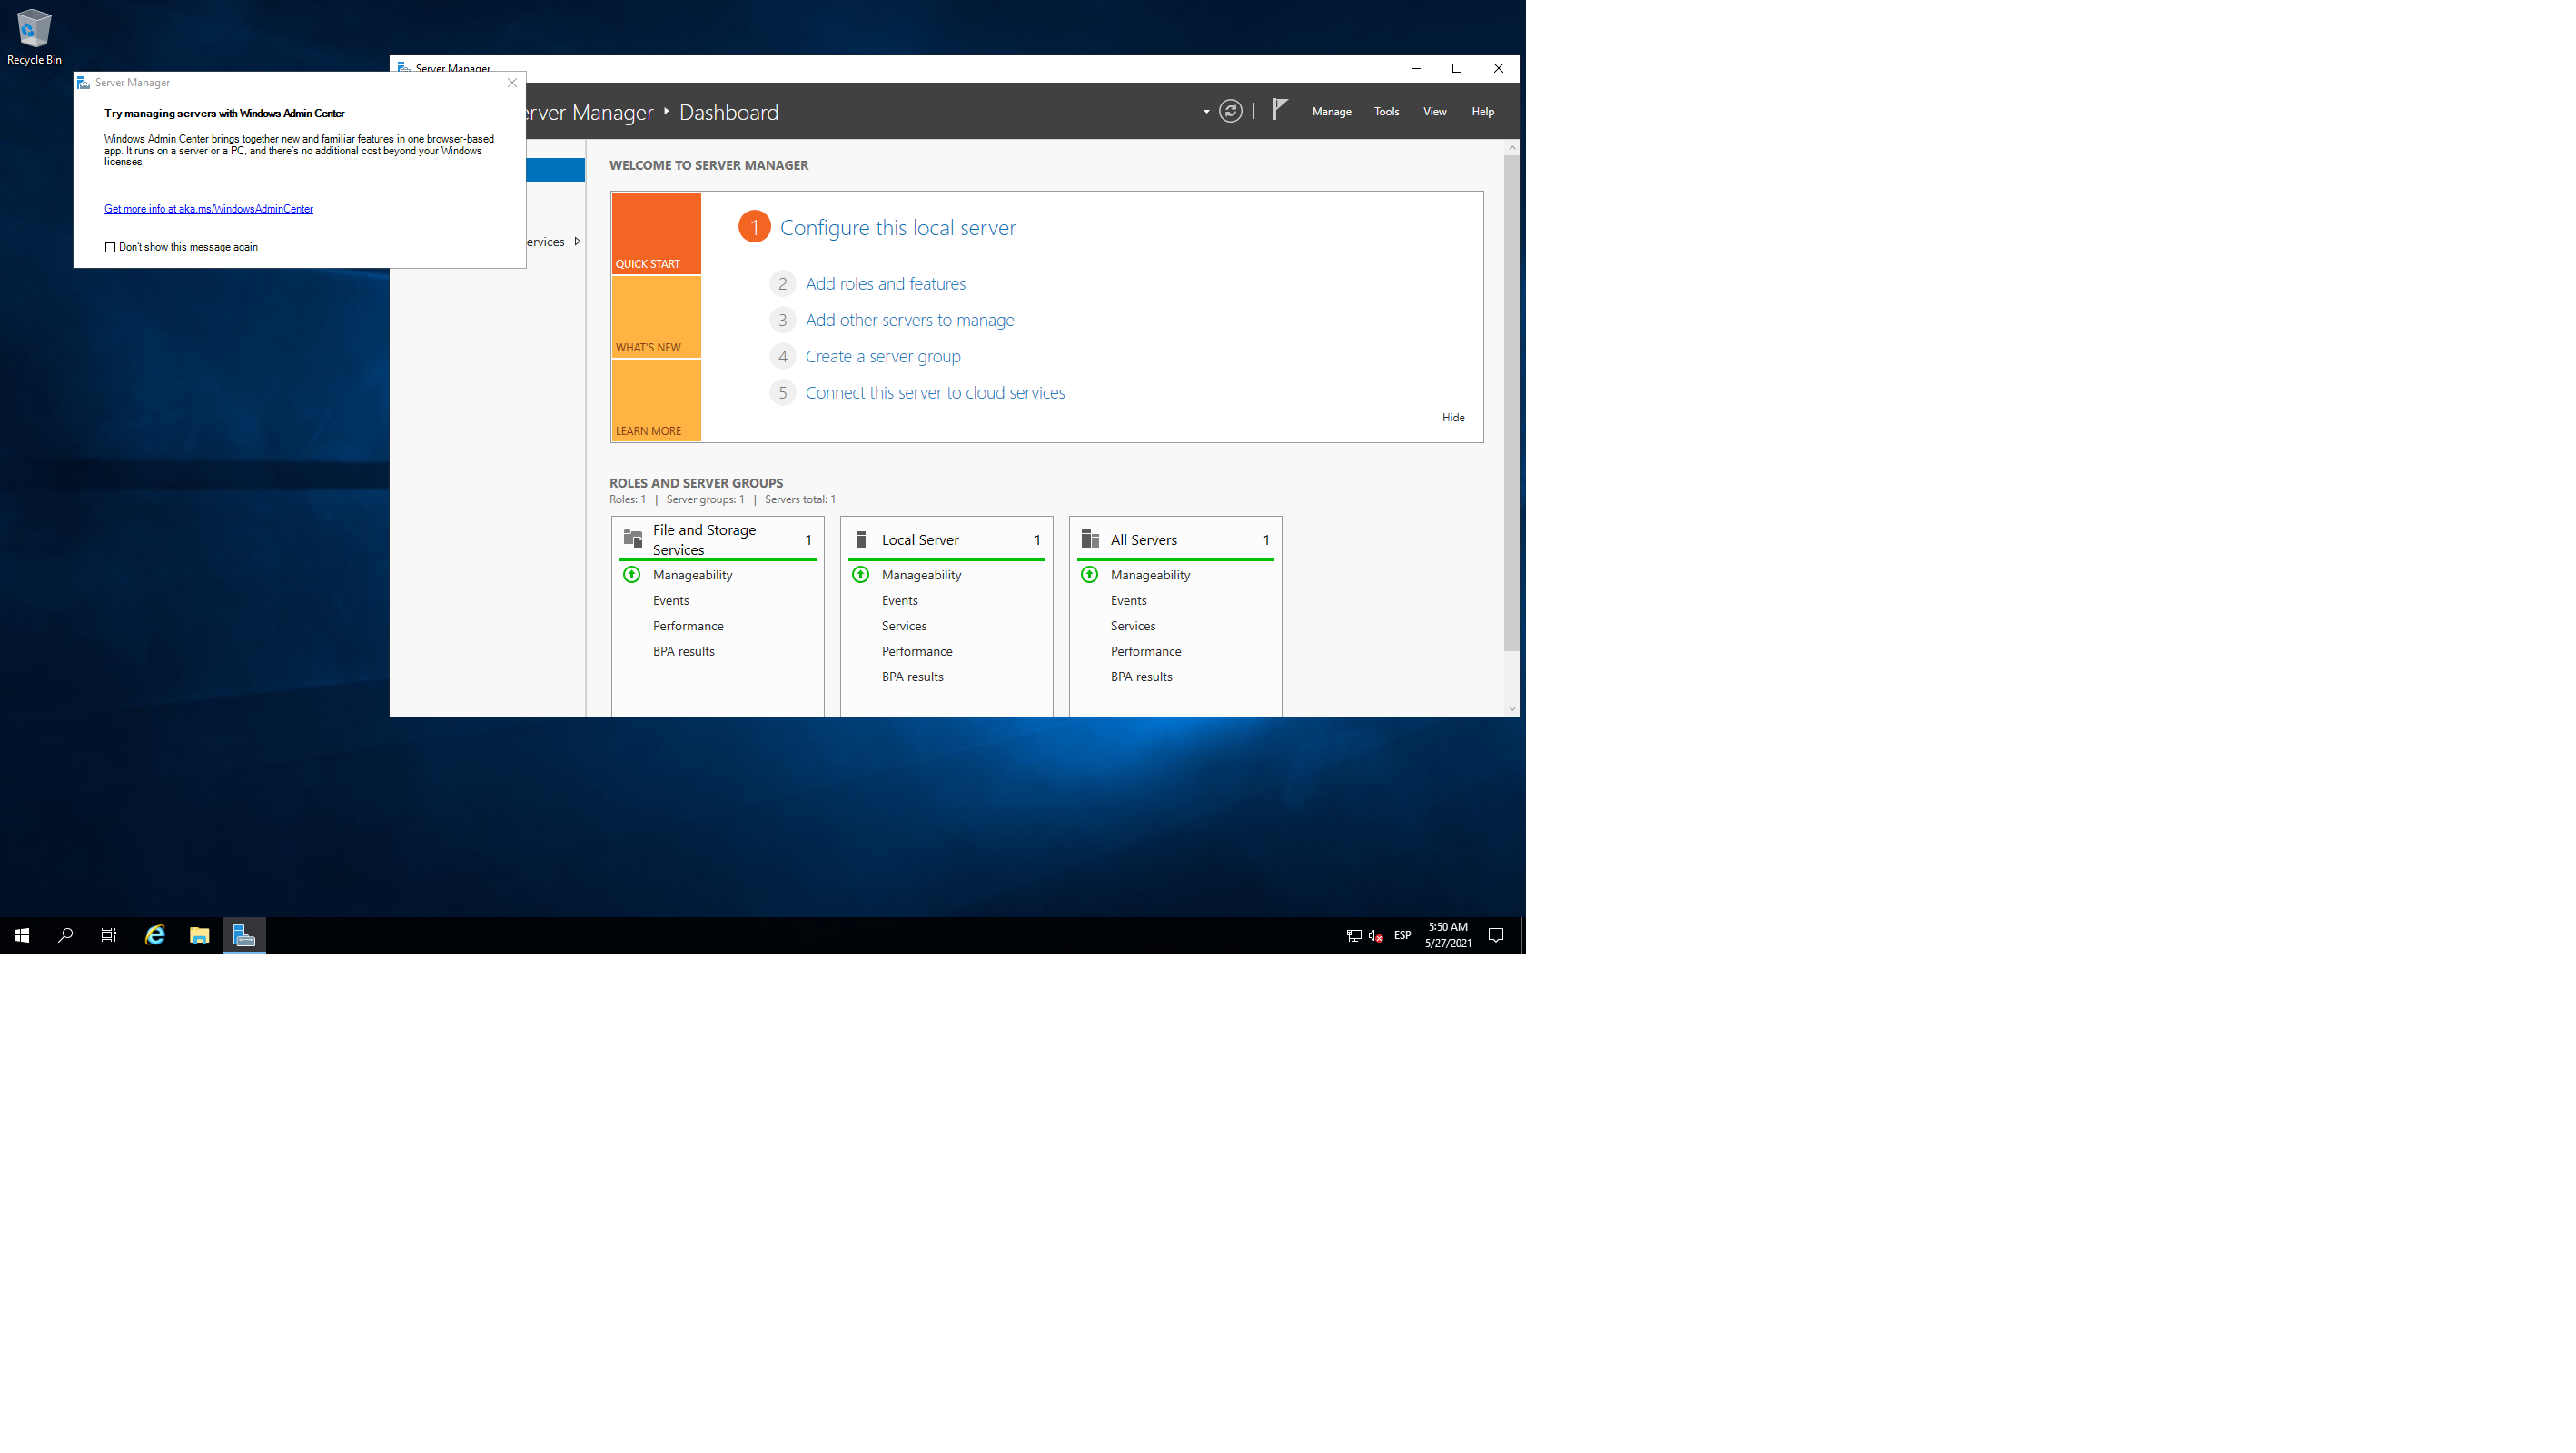 Recycle Bin
Server Manager
Server Manager
Try managing servers with Windows Admin Center
Windows Admin Center brings together new and familiar features in one browser-based
app. It runs on a server or a PC, and there's no additional cost beyond your Windows
licenses.
Get more info at aka.ms/WindowsAdminCenter
Don't show this message again
erver Manager Dashboard
Manage Tools View Help
ervices
WELCOME TO SERVER MANAGER
QUICK START
WHAT'S NEW
LEARN MORE
1 Configure this local server
2 Add roles and features
3 Add other servers to manage
4 Create a server group
5 Connect this server to cloud services
Hide
ROLES AND SERVER GROUPS
Roles: 1 | Server groups: 1 | Servers total: 1
File and Storage
Services 1
Manageability
Events
Performance
BPA results
Local Server 1
Manageability
Events
Services
Performance
BPA results
All Servers 1
Manageability
Events
Services
Performance
BPA results
ESP
5:50 AM
5/27/2021